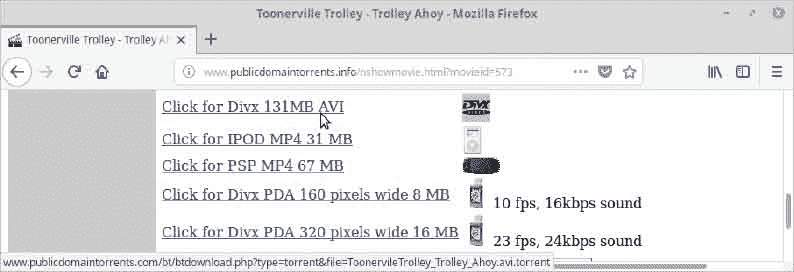 Toonerville Trolley - Trolley Ahoy - Mozilla Firefox
Toonerville Trolley - Trolley Ah
www.publicdomaintorrents.info/nshowmovie.html?movieid=573
Click for Divx 131MB AVI
DIVX
Click for IPOD MP4 31 MB
Click for PSP MP4 67 MB
Click for Divx PDA 160 pixels wide 8 MB 10 fps, 16kbps sound
Click for Divx PDA 320 pixels wide 16 MB 23 fps, 24kbps sound
www.publicdomaintorrents.com/bt/btdownload.php?type=torrent&file=ToonervileTrolley_Trolley_Ahoy.avi.torrent